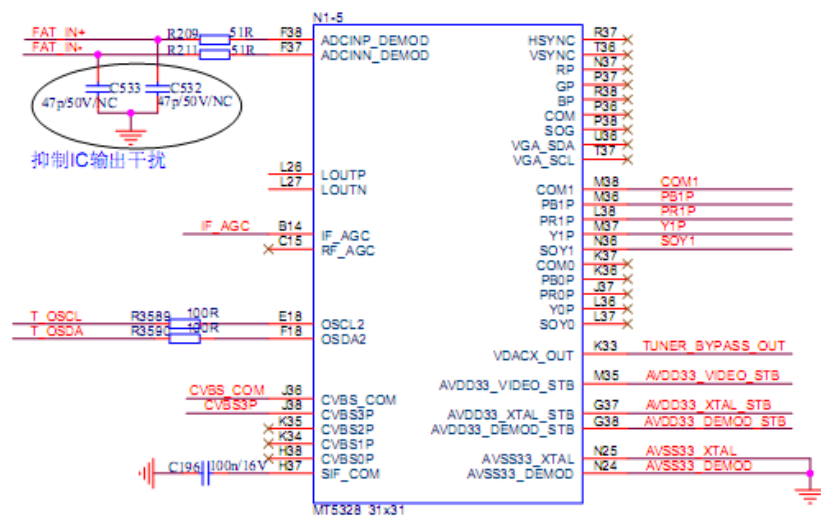 N1-5
FAT_IN+ R209 51R F38 ADCINP_DEMOD
FAT_IN- R211 51R F37 ADCINN_DEMOD
C533 C532
47p/50V/NC 47p/50V/NC
抑制IC输出干扰
L26 LOUTP
L27 LOUTN
IF_AGC B14 IF_AGC
C15 RF_AGC
T_OSCL R3589 100R E18 OSCL2
T_OSDA R3590 100R F18 OSDA2
CVBS_COM J36 CVBS_COM
CVBS3P J38 CVBS3P
K35 CVBS2P
K34 CVBS1P
H38 CVBS0P
C196 100n/16V H37 SIF_COM
HSYNC R37
VSYNC T36
RP N37
GP P37
BP R38
COM P36
SOG P38
VGA_SDA U36
VGA_SCL T37
COM1 M38 COM1
PB1P M36 PB1P
PR1P L38 PR1P
Y1P M37 Y1P
SOY1 N36 SOY1
COM0 K37
PB0P K36
PR0P J37
Y0P L36
SOY0 L37
VDACX_OUT K33 TUNER_BYPASS_OUT
AVDD33_VIDEO_STB M35 AVDD33_VIDEO_STB
AVDD33_XTAL_STB G37 AVDD33_XTAL_STB
AVDD33_DEMOD_STB G38 AVDD33_DEMOD_STB
AVSS33_XTAL N25 AVSS33_XTAL
AVSS33_DEMOD N24 AVSS33_DEMOD
MT5328_31x31